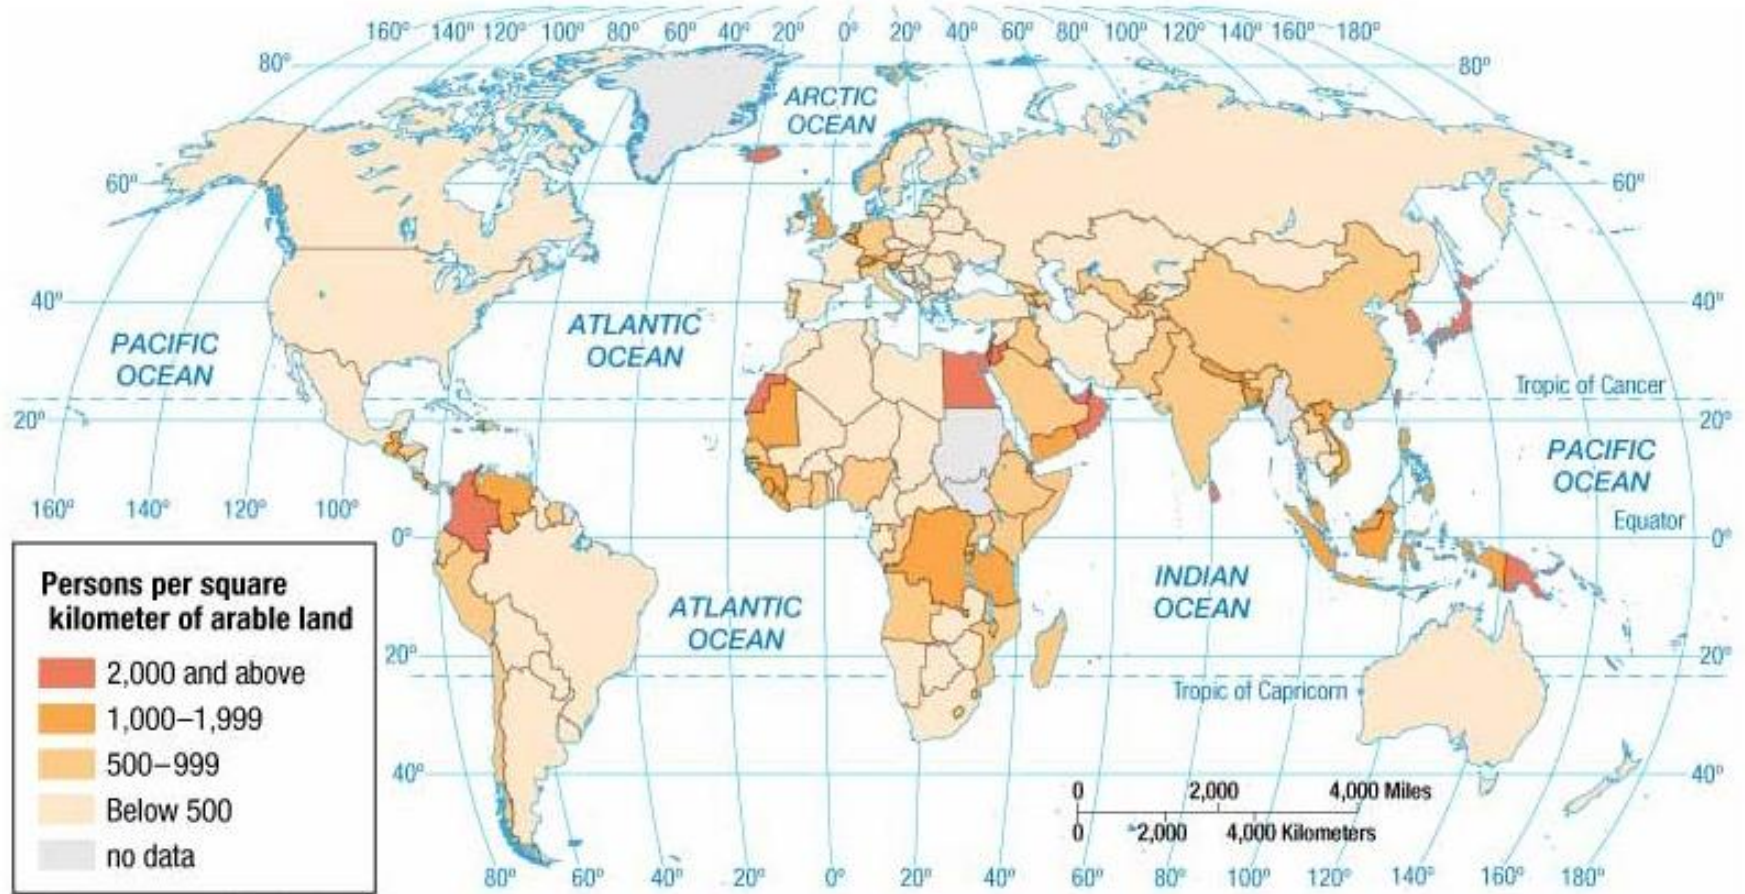 160° 140° 120° 100° 80° 60° 40° 20° 0° 20° 40° 60° 80° 100° 120° 140° 160° 180°
80° 80°
ARCTIC
OCEAN
60° 60°
40° 40°
PACIFIC
OCEAN
ATLANTIC
OCEAN
Tropic of Cancer
20° 20°
PACIFIC
OCEAN
160° 140° 120° 100°
Equator
0° 0°
INDIAN
OCEAN
ATLANTIC
OCEAN
20° 20°
Tropic of Capricorn
40° 40°
Persons per square
kilometer of arable land
2,000 and above
1,000–1,999
500–999
Below 500
no data
0 2,000 4,000 Miles
0 2,000 4,000 Kilometers
80° 60° 40° 20° 0° 20° 40° 60° 80° 100° 120° 140° 160° 180°